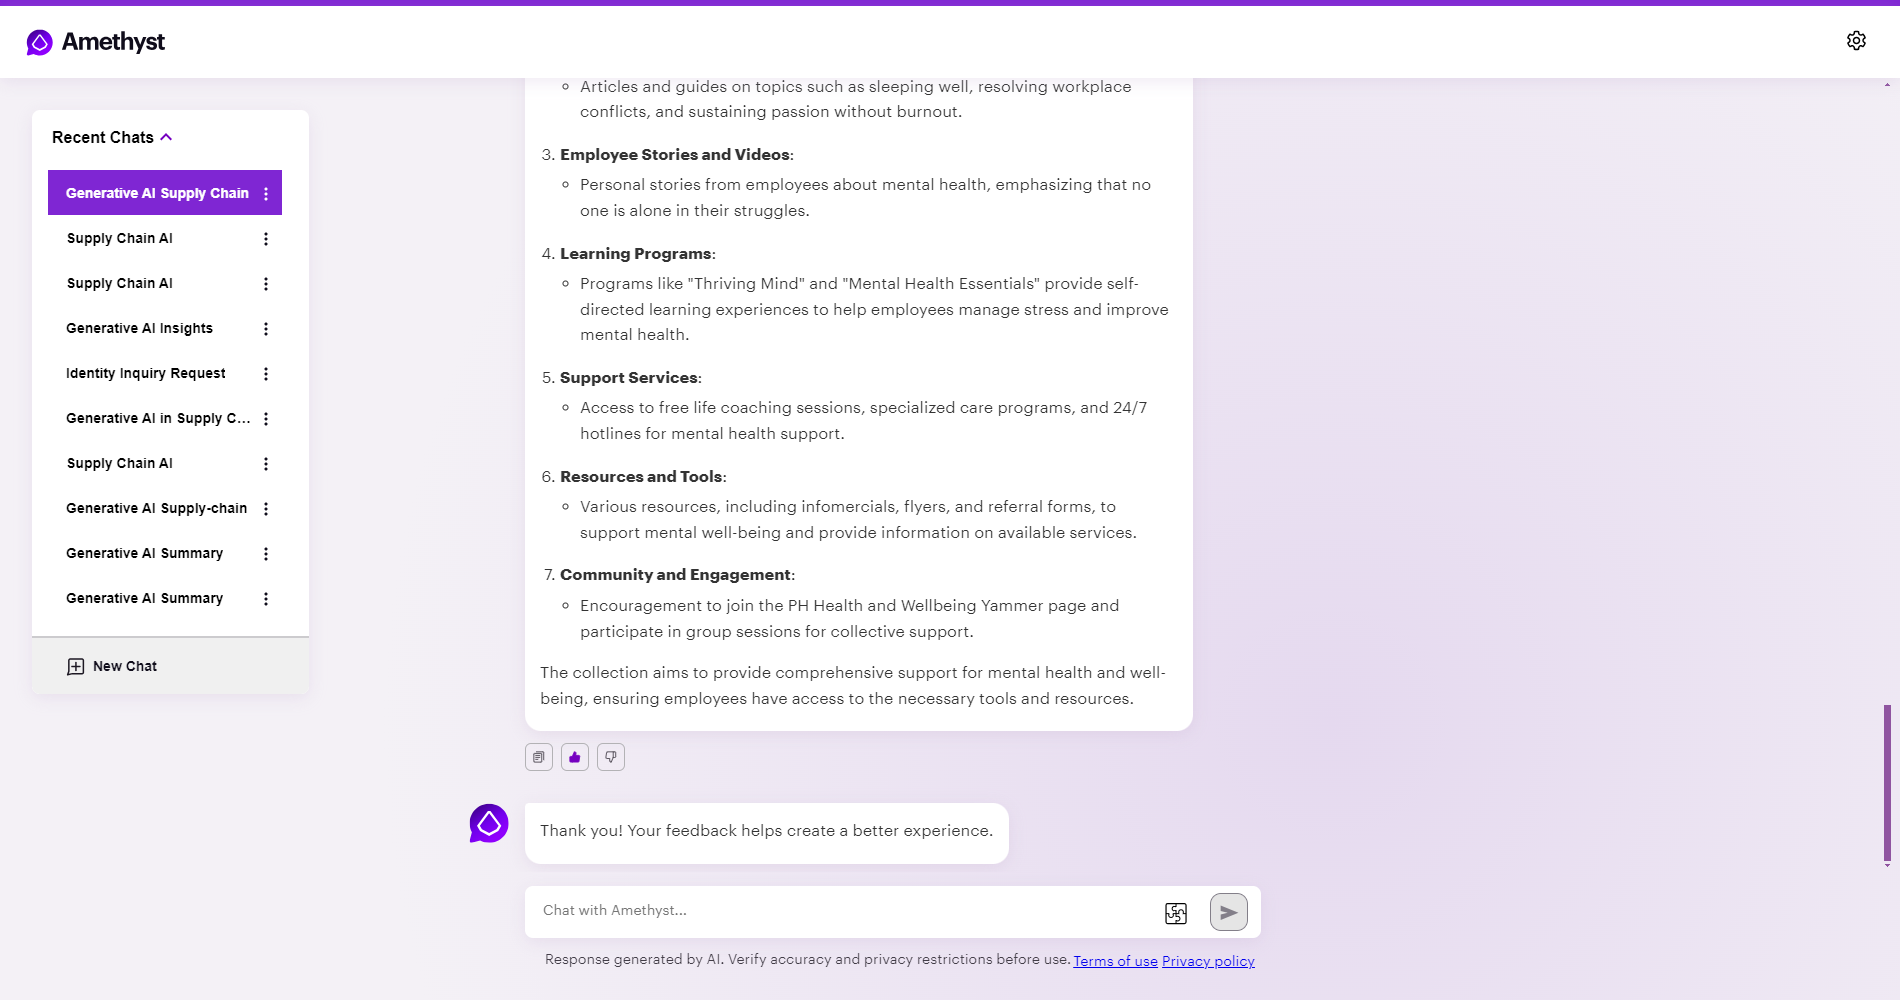 Amethyst
Recent Chats
Generative AI Supply Chain
Supply Chain AI
Supply Chain AI
Generative AI Insights
Identity Inquiry Request
Generative AI in Supply C...
Supply Chain AI
Generative AI Supply-chain
Generative AI Summary
Generative AI Summary
New Chat
Articles and guides on topics such as sleeping well, resolving workplace
conflicts, and sustaining passion without burnout.
3. Employee Stories and Videos:
Personal stories from employees about mental health, emphasizing that no
one is alone in their struggles.
4. Learning Programs:
Programs like "Thriving Mind" and "Mental Health Essentials" provide self-
directed learning experiences to help employees manage stress and improve
mental health.
5. Support Services:
Access to free life coaching sessions, specialized care programs, and 24/7
hotlines for mental health support.
6. Resources and Tools:
Various resources, including infomercials, flyers, and referral forms, to
support mental well-being and provide information on available services.
7. Community and Engagement:
Encouragement to join the PH Health and Wellbeing Yammer page and
participate in group sessions for collective support.
The collection aims to provide comprehensive support for mental health and well-
being, ensuring employees have access to the necessary tools and resources.
Thank you! Your feedback helps create a better experience.
Chat with Amethyst...
Response generated by AI. Verify accuracy and privacy restrictions before use. Terms of use Privacy policy